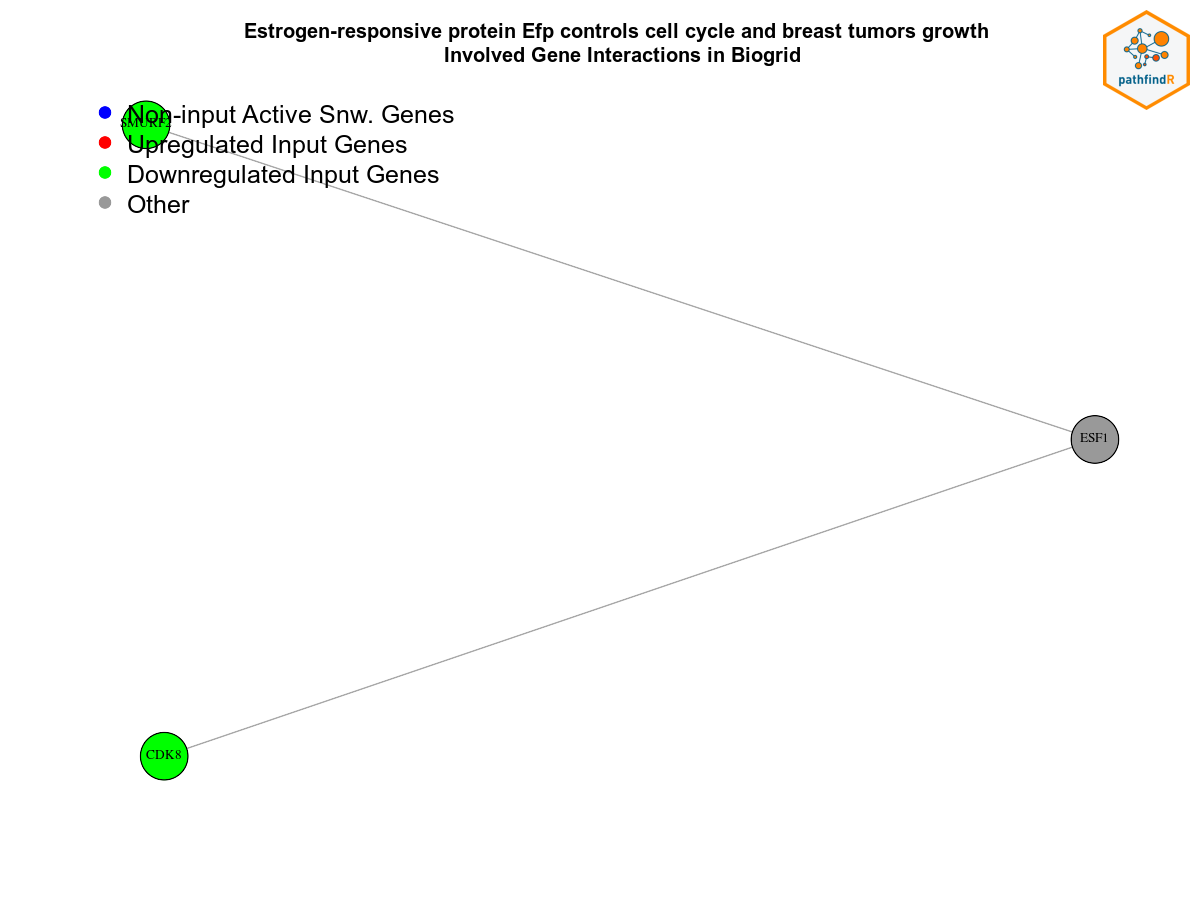 Estrogen-responsive protein Efp controls cell cycle and breast tumors growth
Involved Gene Interactions in Biogrid
pathfindR
Non-input Active Snw. Genes
SMURF2
Upregulated Input Genes
Downregulated Input Genes
Other
ESF1
CDK8